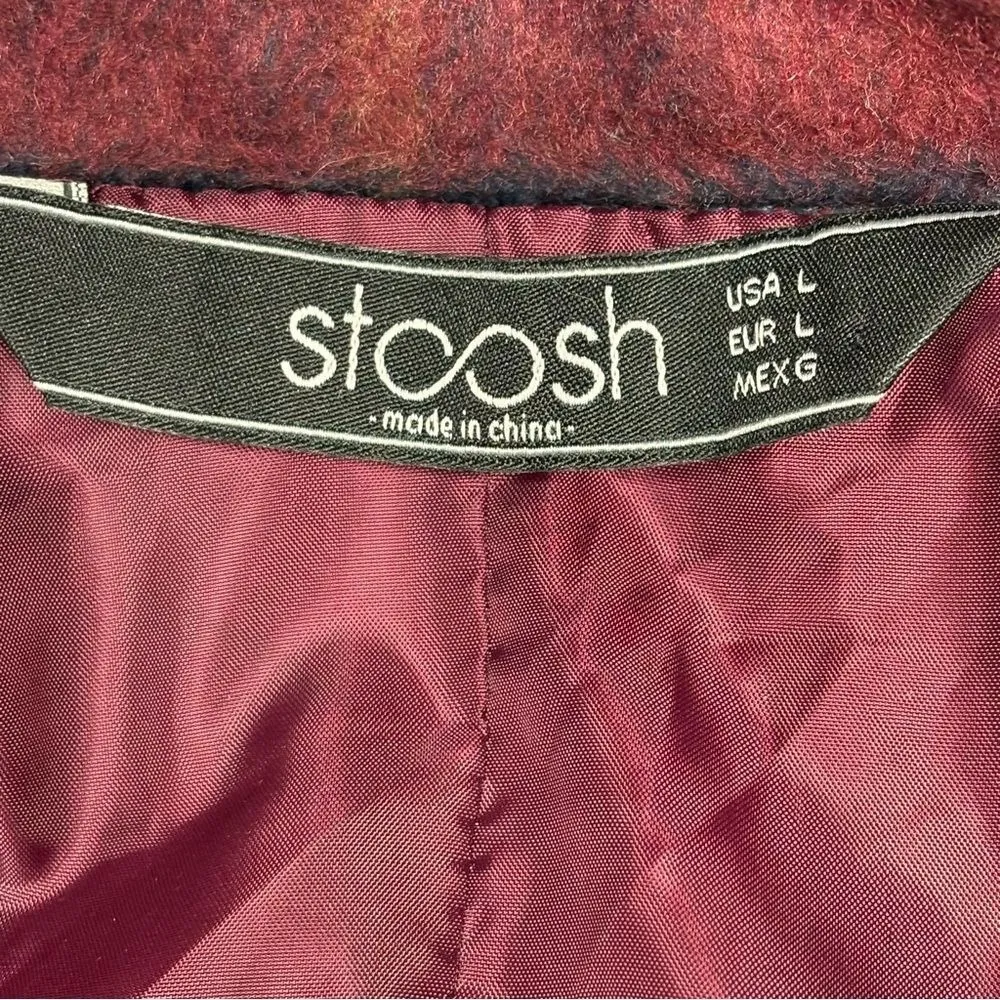 stoosh
-made in china-
USA L
EUR L
MEX G